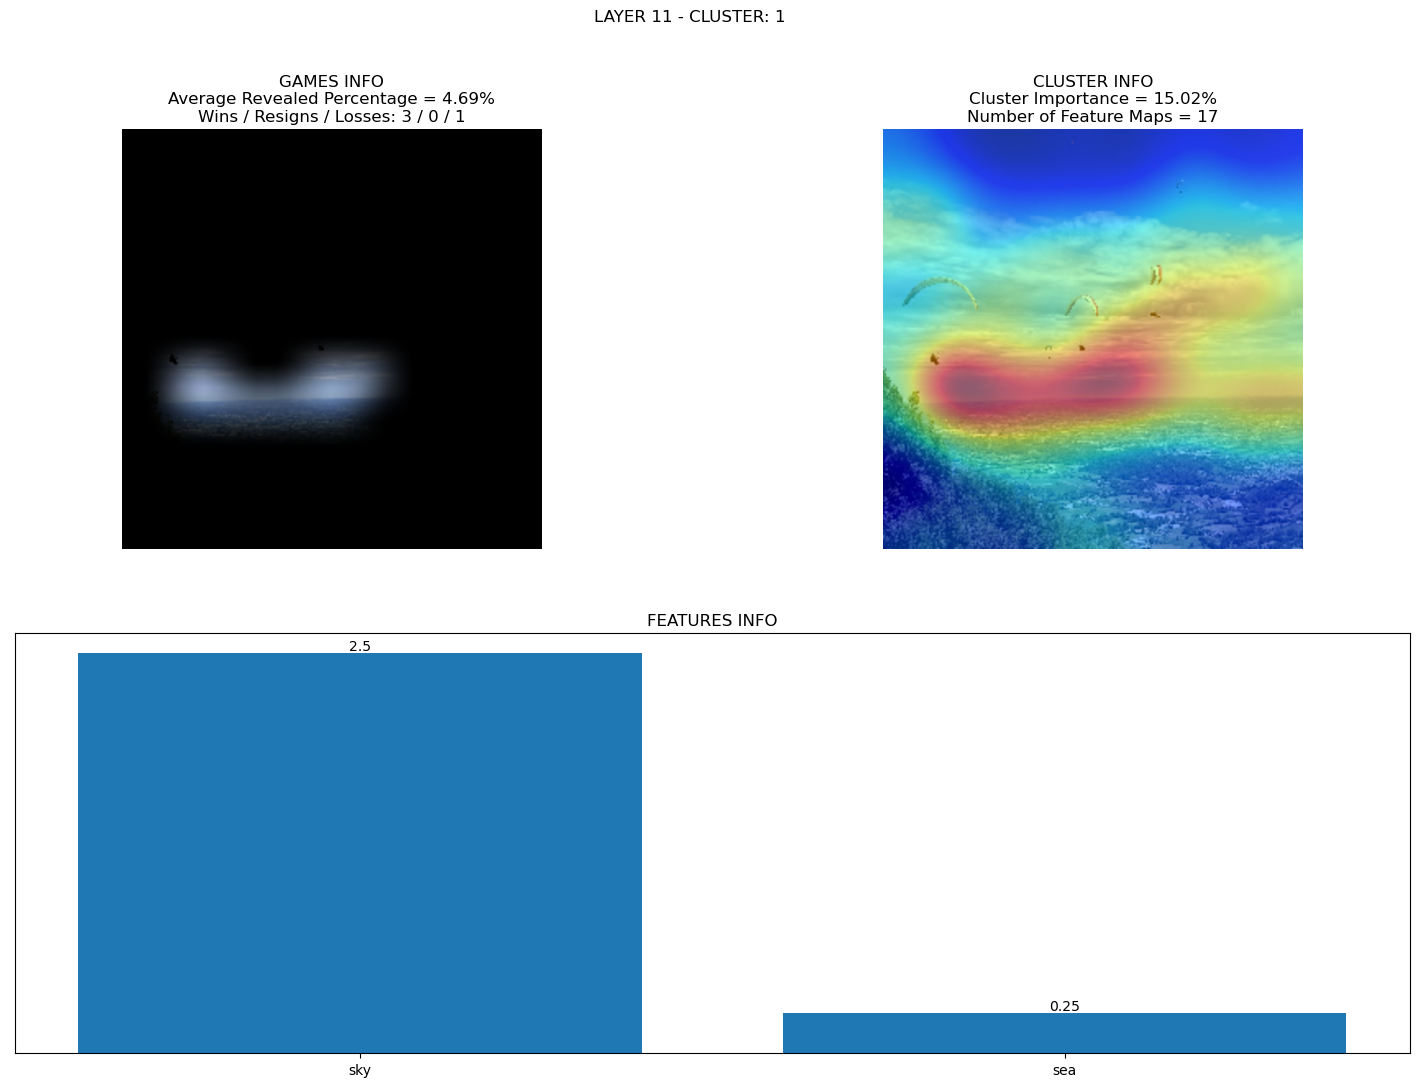 LAYER 11 - CLUSTER: 1
GAMES INFO
Average Revealed Percentage = 4.69%
Wins / Resigns / Losses: 3 / 0 / 1
CLUSTER INFO
Cluster Importance = 15.02%
Number of Feature Maps = 17
FEATURES INFO
2.5
0.25
sky
sea